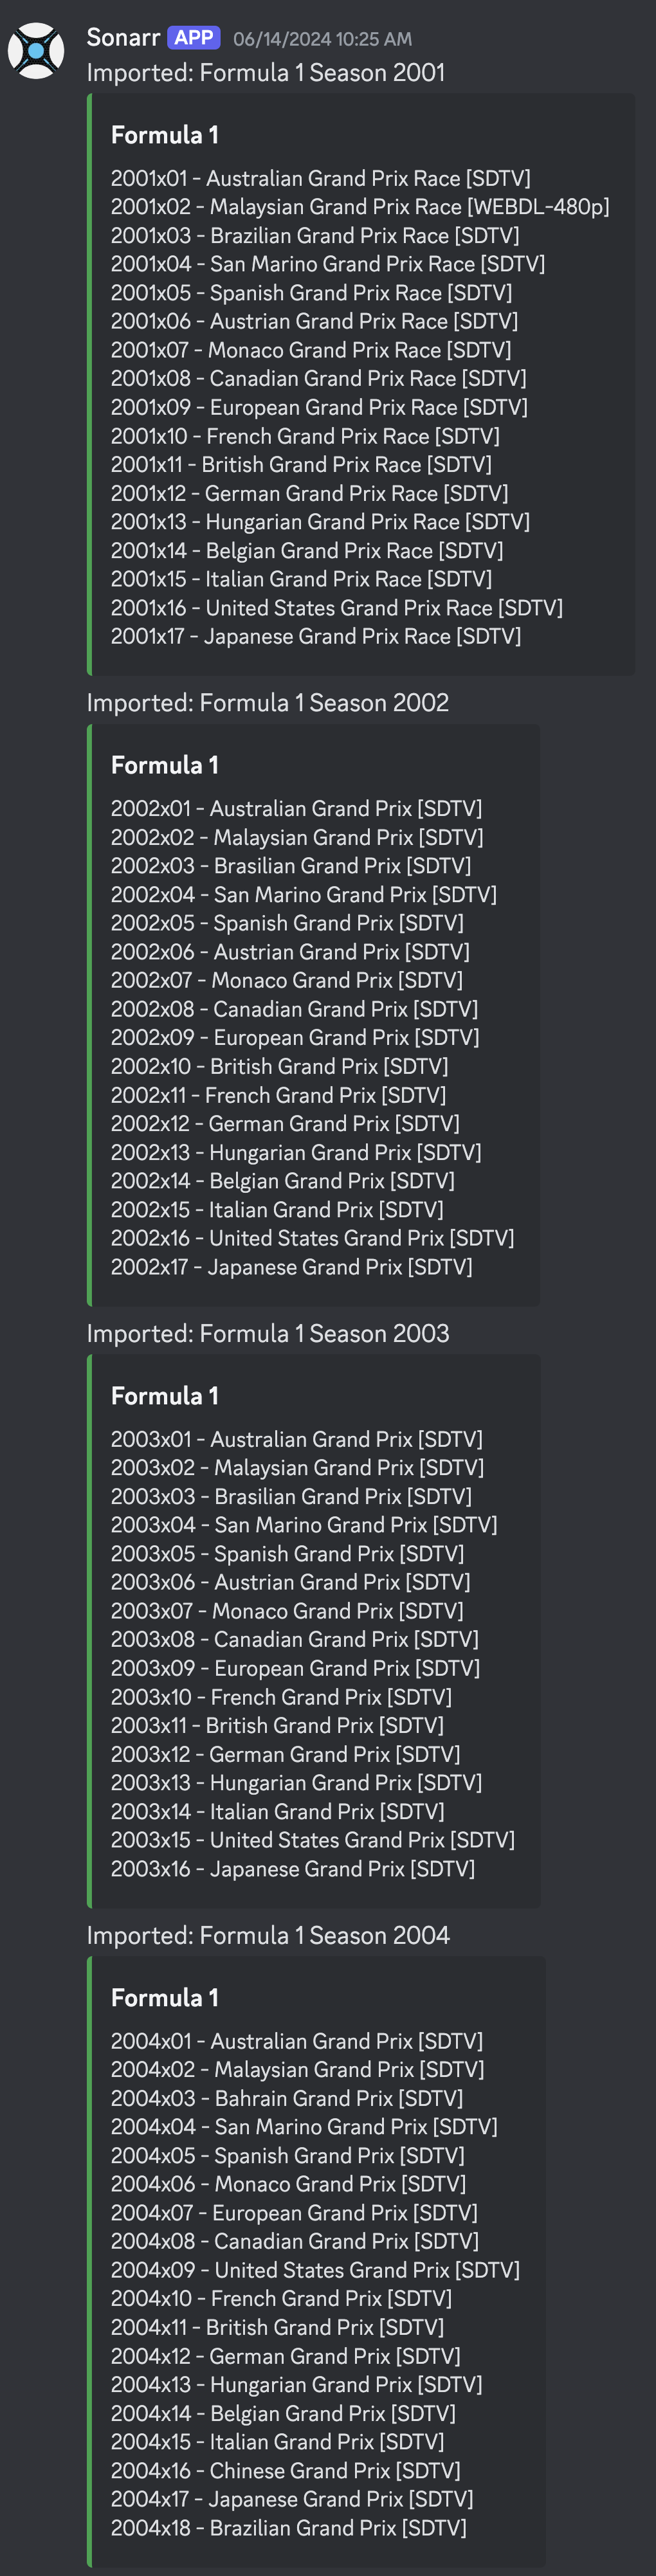 Sonarr APP 06/14/2024 10:25 AM
Imported: Formula 1 Season 2001
Formula 1
2001x01 - Australian Grand Prix Race [SDTV]
2001x02 - Malaysian Grand Prix Race [WEBDL-480p]
2001x03 - Brazilian Grand Prix Race [SDTV]
2001x04 - San Marino Grand Prix Race [SDTV]
2001x05 - Spanish Grand Prix Race [SDTV]
2001x06 - Austrian Grand Prix Race [SDTV]
2001x07 - Monaco Grand Prix Race [SDTV]
2001x08 - Canadian Grand Prix Race [SDTV]
2001x09 - European Grand Prix Race [SDTV]
2001x10 - French Grand Prix Race [SDTV]
2001x11 - British Grand Prix Race [SDTV]
2001x12 - German Grand Prix Race [SDTV]
2001x13 - Hungarian Grand Prix Race [SDTV]
2001x14 - Belgian Grand Prix Race [SDTV]
2001x15 - Italian Grand Prix Race [SDTV]
2001x16 - United States Grand Prix Race [SDTV]
2001x17 - Japanese Grand Prix Race [SDTV]
Imported: Formula 1 Season 2002
Formula 1
2002x01 - Australian Grand Prix [SDTV]
2002x02 - Malaysian Grand Prix [SDTV]
2002x03 - Brasilian Grand Prix [SDTV]
2002x04 - San Marino Grand Prix [SDTV]
2002x05 - Spanish Grand Prix [SDTV]
2002x06 - Austrian Grand Prix [SDTV]
2002x07 - Monaco Grand Prix [SDTV]
2002x08 - Canadian Grand Prix [SDTV]
2002x09 - European Grand Prix [SDTV]
2002x10 - British Grand Prix [SDTV]
2002x11 - French Grand Prix [SDTV]
2002x12 - German Grand Prix [SDTV]
2002x13 - Hungarian Grand Prix [SDTV]
2002x14 - Belgian Grand Prix [SDTV]
2002x15 - Italian Grand Prix [SDTV]
2002x16 - United States Grand Prix [SDTV]
2002x17 - Japanese Grand Prix [SDTV]
Imported: Formula 1 Season 2003
Formula 1
2003x01 - Australian Grand Prix [SDTV]
2003x02 - Malaysian Grand Prix [SDTV]
2003x03 - Brasilian Grand Prix [SDTV]
2003x04 - San Marino Grand Prix [SDTV]
2003x05 - Spanish Grand Prix [SDTV]
2003x06 - Austrian Grand Prix [SDTV]
2003x07 - Monaco Grand Prix [SDTV]
2003x08 - Canadian Grand Prix [SDTV]
2003x09 - European Grand Prix [SDTV]
2003x10 - French Grand Prix [SDTV]
2003x11 - British Grand Prix [SDTV]
2003x12 - German Grand Prix [SDTV]
2003x13 - Hungarian Grand Prix [SDTV]
2003x14 - Italian Grand Prix [SDTV]
2003x15 - United States Grand Prix [SDTV]
2003x16 - Japanese Grand Prix [SDTV]
Imported: Formula 1 Season 2004
Formula 1
2004x01 - Australian Grand Prix [SDTV]
2004x02 - Malaysian Grand Prix [SDTV]
2004x03 - Bahrain Grand Prix [SDTV]
2004x04 - San Marino Grand Prix [SDTV]
2004x05 - Spanish Grand Prix [SDTV]
2004x06 - Monaco Grand Prix [SDTV]
2004x07 - European Grand Prix [SDTV]
2004x08 - Canadian Grand Prix [SDTV]
2004x09 - United States Grand Prix [SDTV]
2004x10 - French Grand Prix [SDTV]
2004x11 - British Grand Prix [SDTV]
2004x12 - German Grand Prix [SDTV]
2004x13 - Hungarian Grand Prix [SDTV]
2004x14 - Belgian Grand Prix [SDTV]
2004x15 - Italian Grand Prix [SDTV]
2004x16 - Chinese Grand Prix [SDTV]
2004x17 - Japanese Grand Prix [SDTV]
2004x18 - Brazilian Grand Prix [SDTV]